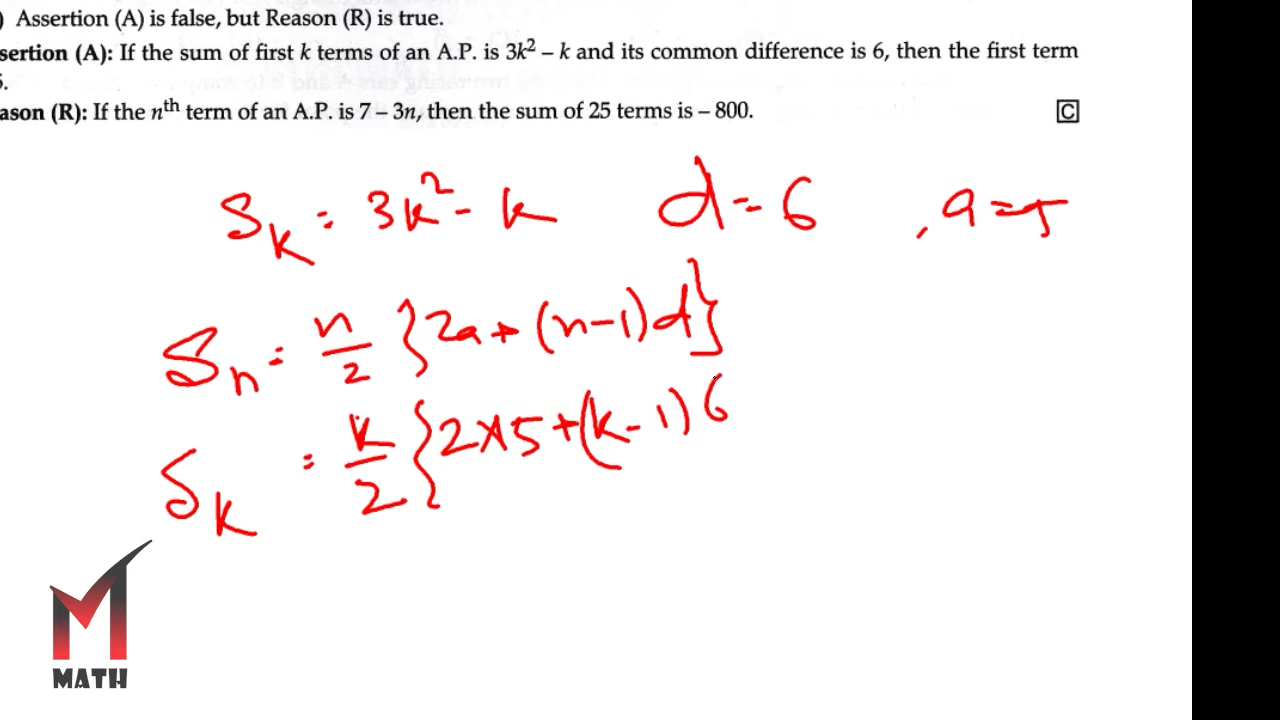 ) Assertion (A) is false, but Reason (R) is true.
sertion (A): If the sum of first k terms of an A.P. is 3k² – k and its common difference is 6, then the first term
5.
ason (R): If the nᵗʰ term of an A.P. is 7 – 3n, then the sum of 25 terms is – 800.
C
Sₖ = 3k² - k d = 6 , a = 5
Sₙ = n/2 {2a + (n-1)d}
Sₖ = k/2 {2×5+(k-1)6
MATH